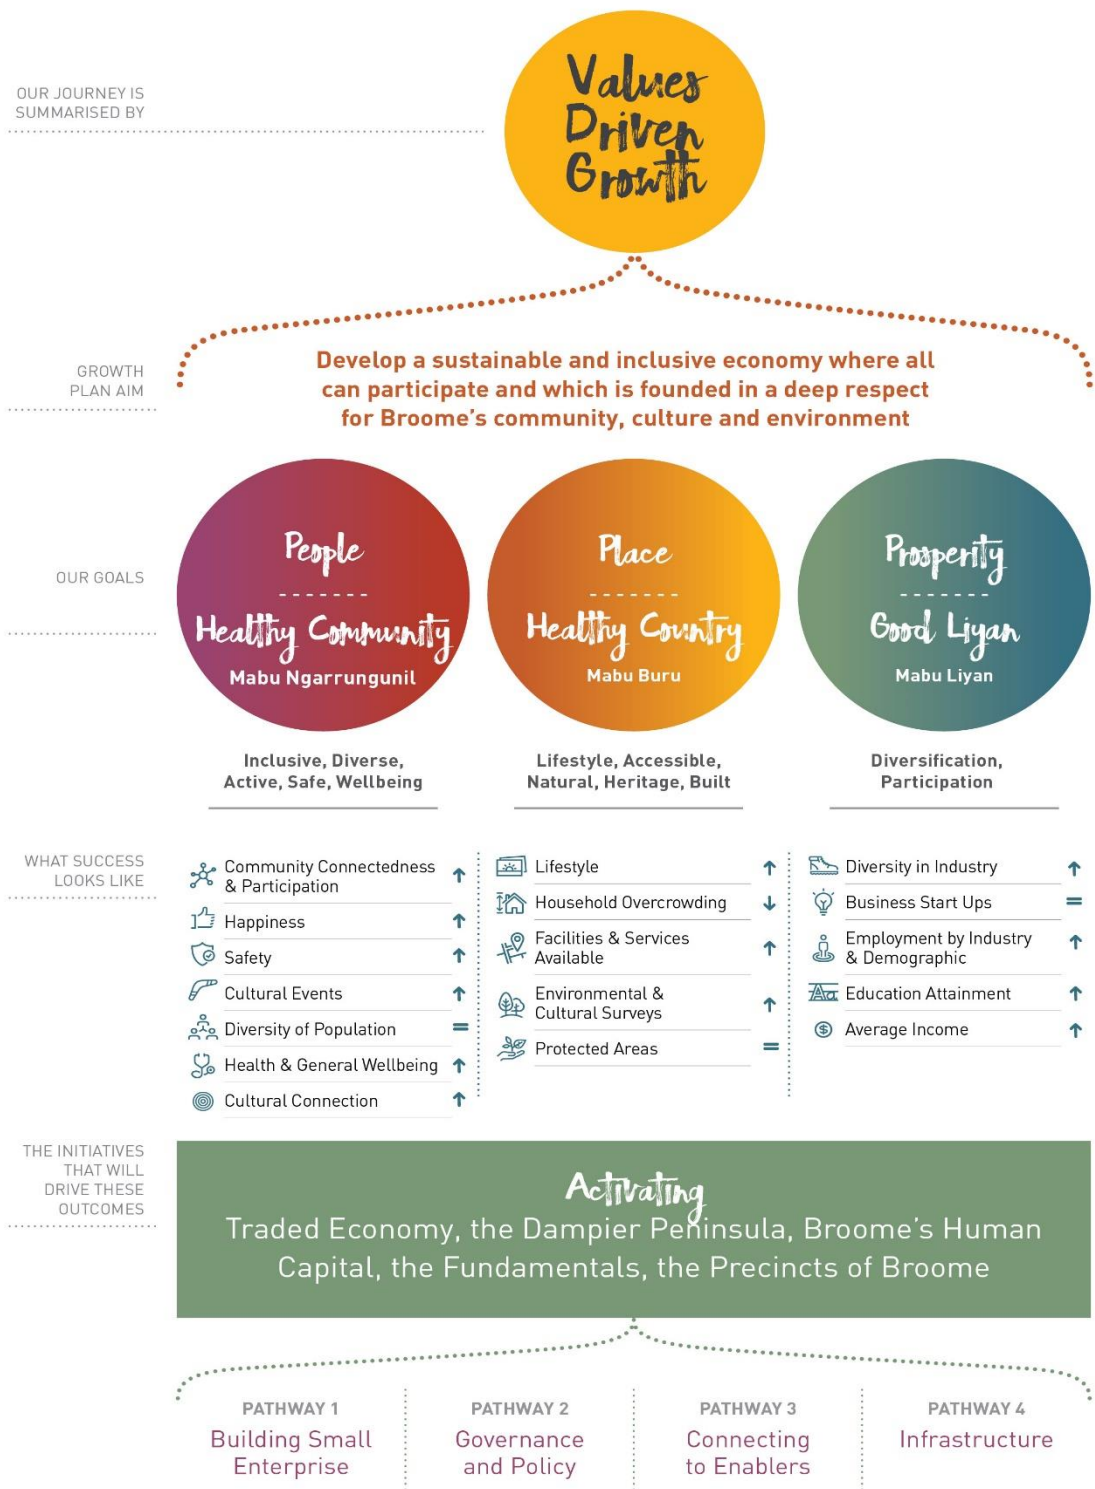 OUR JOURNEY IS
SUMMARISED BY
Values
Driven
Growth
GROWTH
PLAN AIM
Develop a sustainable and inclusive economy where all
can participate and which is founded in a deep respect
for Broome's community, culture and environment
OUR GOALS
People
Healthy Community
Mabu Ngarrungunil
Place
Healthy Country
Mabu Buru
Prosperity
Good Liyan
Mabu Liyan
Inclusive, Diverse,
Active, Safe, Wellbeing
Lifestyle, Accessible,
Natural, Heritage, Built
Diversification,
Participation
WHAT SUCCESS
LOOKS LIKE
Community Connectedness
& Participation
Happiness
Safety
Cultural Events
Diversity of Population
Health & General Wellbeing
Cultural Connection
Lifestyle
Household Overcrowding
Facilities & Services
Available
Environmental &
Cultural Surveys
Protected Areas
Diversity in Industry
Business Start Ups
Employment by Industry
& Demographic
Education Attainment
Average Income
THE INITIATIVES
THAT WILL
DRIVE THESE
OUTCOMES
Activating
Traded Economy, the Dampier Peninsula, Broome's Human
Capital, the Fundamentals, the Precincts of Broome
PATHWAY 1
Building Small
Enterprise
PATHWAY 2
Governance
and Policy
PATHWAY 3
Connecting
to Enablers
PATHWAY 4
Infrastructure